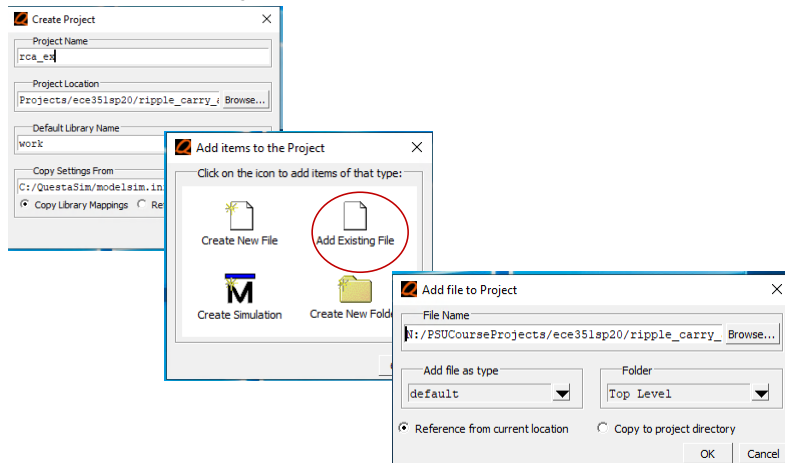 Create Project
Project Name
rca_ex
Project Location
Projects/ece351sp20/ripple_carry_a Browse...
Default Library Name
work
Copy Settings From
C:/QuestaSim/modelsim.in
Copy Library Mappings Re
Add items to the Project
Click on the icon to add items of that type:
Create New File Add Existing File
Create Simulation Create New Folde
Add file to Project
File Name
N:/PSUCourseProjects/ece351sp20/ripple_carry_ Browse...
Add file as type Folder
default Top Level
Reference from current location Copy to project directory
OK Cancel